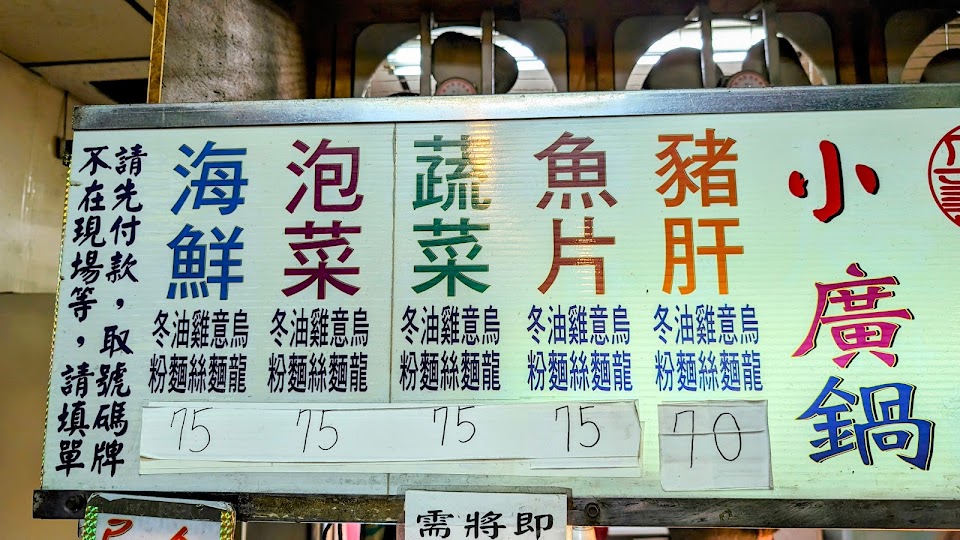 小廣鍋
豬肝
烏龍
意麵
雞絲
油麵
冬粉
70
魚片
烏龍
意麵
雞絲
油麵
冬粉
75
蔬菜
烏龍
意麵
雞絲
油麵
冬粉
75
泡菜
烏龍
意麵
雞絲
油麵
冬粉
75
海鮮
烏龍
意麵
雞絲
油麵
冬粉
75
請先付款，取號碼牌
不在現場等，請填單
需將即